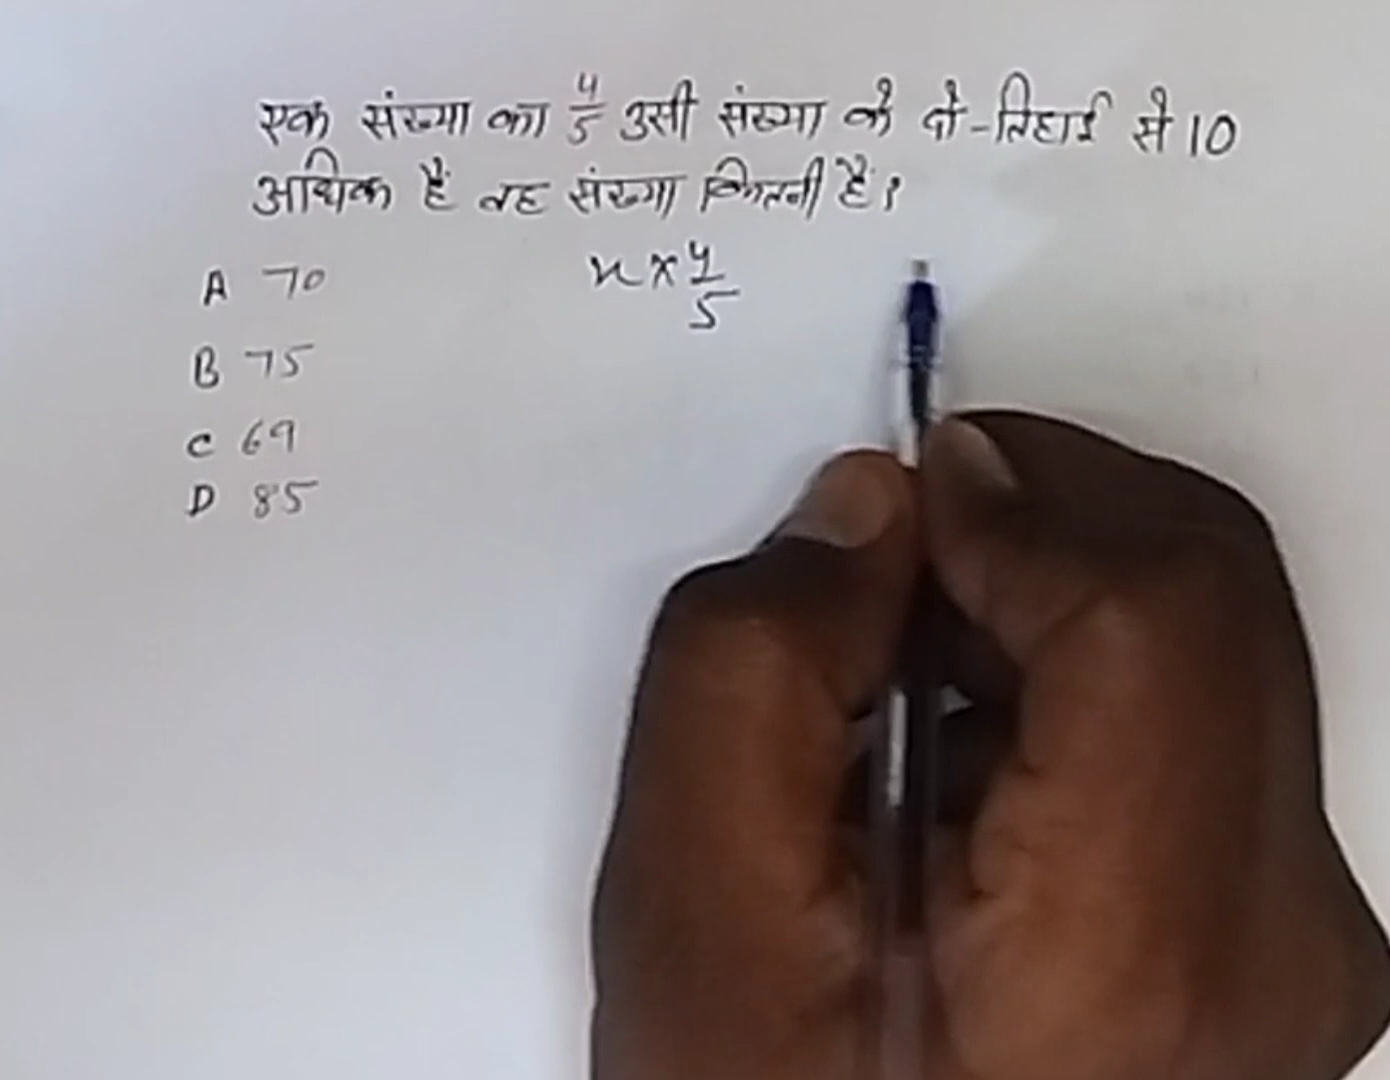 एक संख्या का 4/5 उसी संख्या के दो-तिहाई से 10
अधिक है वह संख्या कितनी है?
x × 4/5
A 70
B 75
C 69
D 85